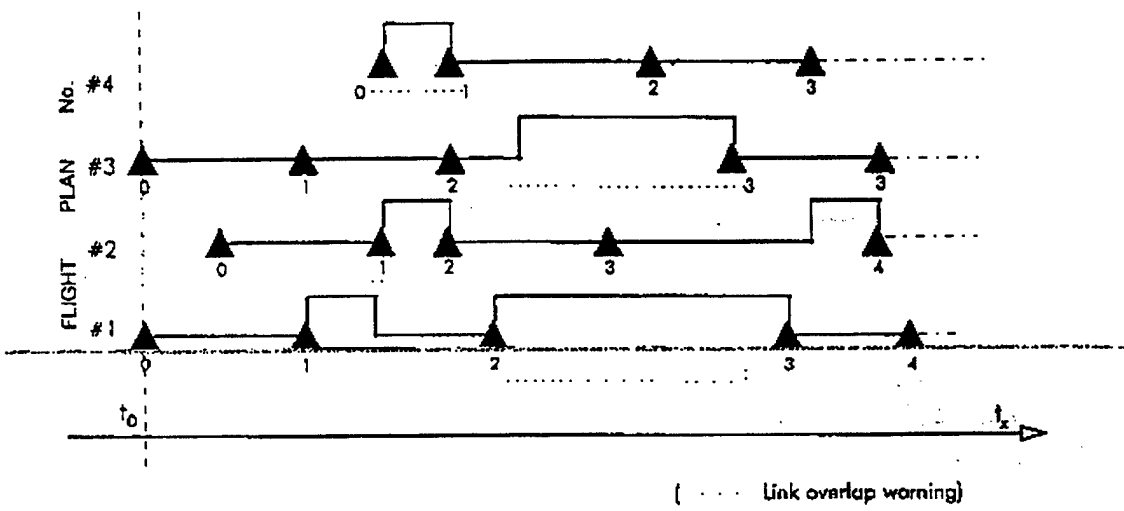 FLIGHT PLAN No.
#4
0 1 2 3
#3
0 1 2 3 3
#2
0 1 2 3 4
#1
0 1 2 3 4
t₀ tₓ
( · · · · Link overlap warning)